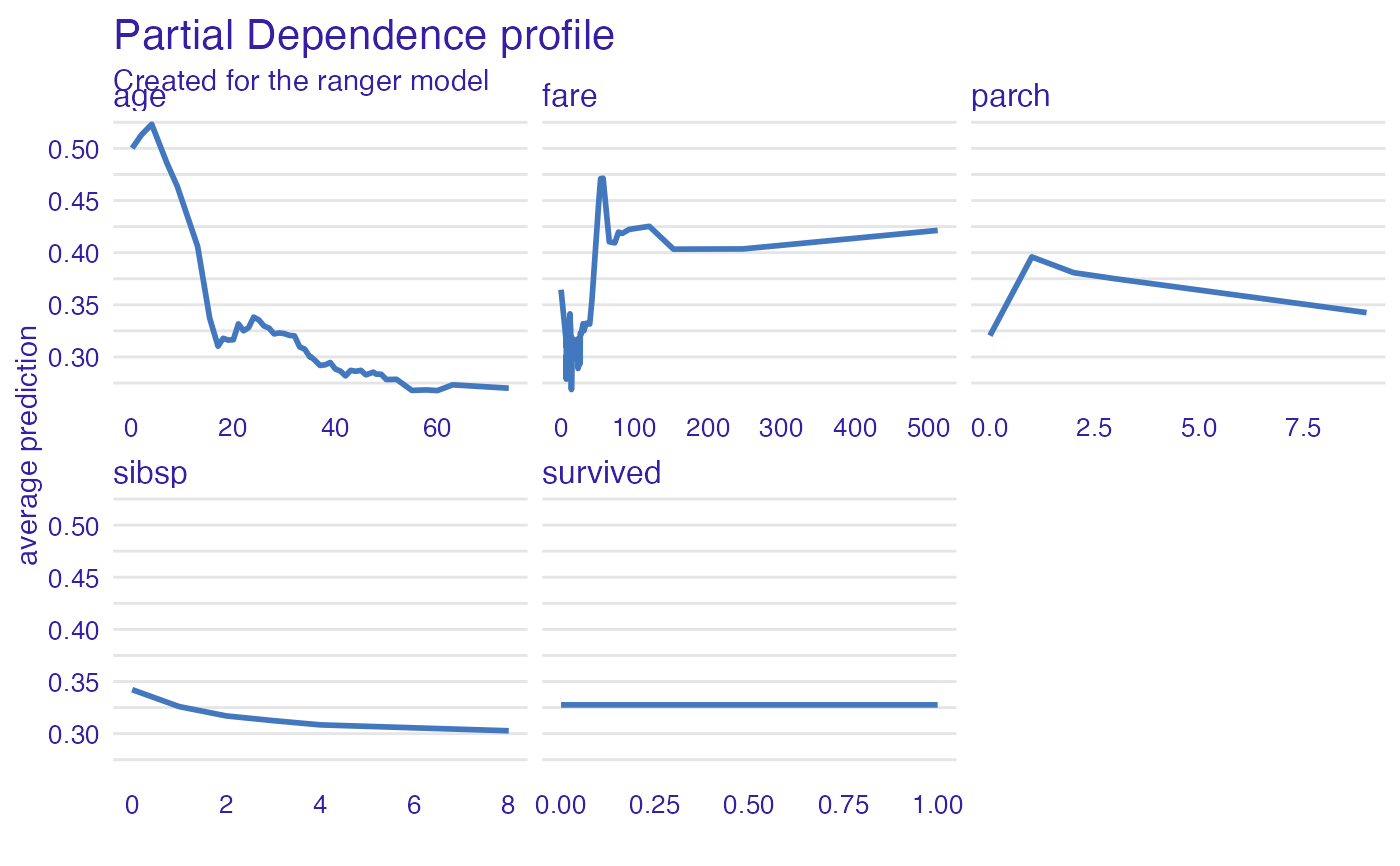 Partial Dependence profile
Created for the ranger model
age fare parch
average prediction
0.50
0.45
0.40
0.35
0.30
0 20 40 60
0 100 200 300 400 500
0.0 2.5 5.0 7.5
sibsp survived
0.50
0.45
0.40
0.35
0.30
0 2 4 6 8
0.00 0.25 0.50 0.75 1.00